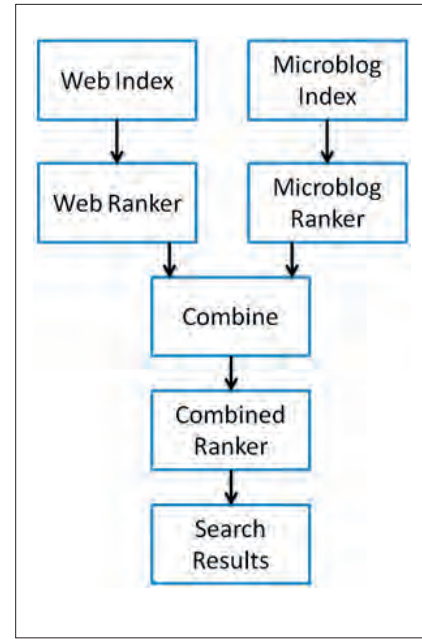 Web Index
Microblog
Index
Web Ranker
Microblog
Ranker
Combine
Combined
Ranker
Search
Results